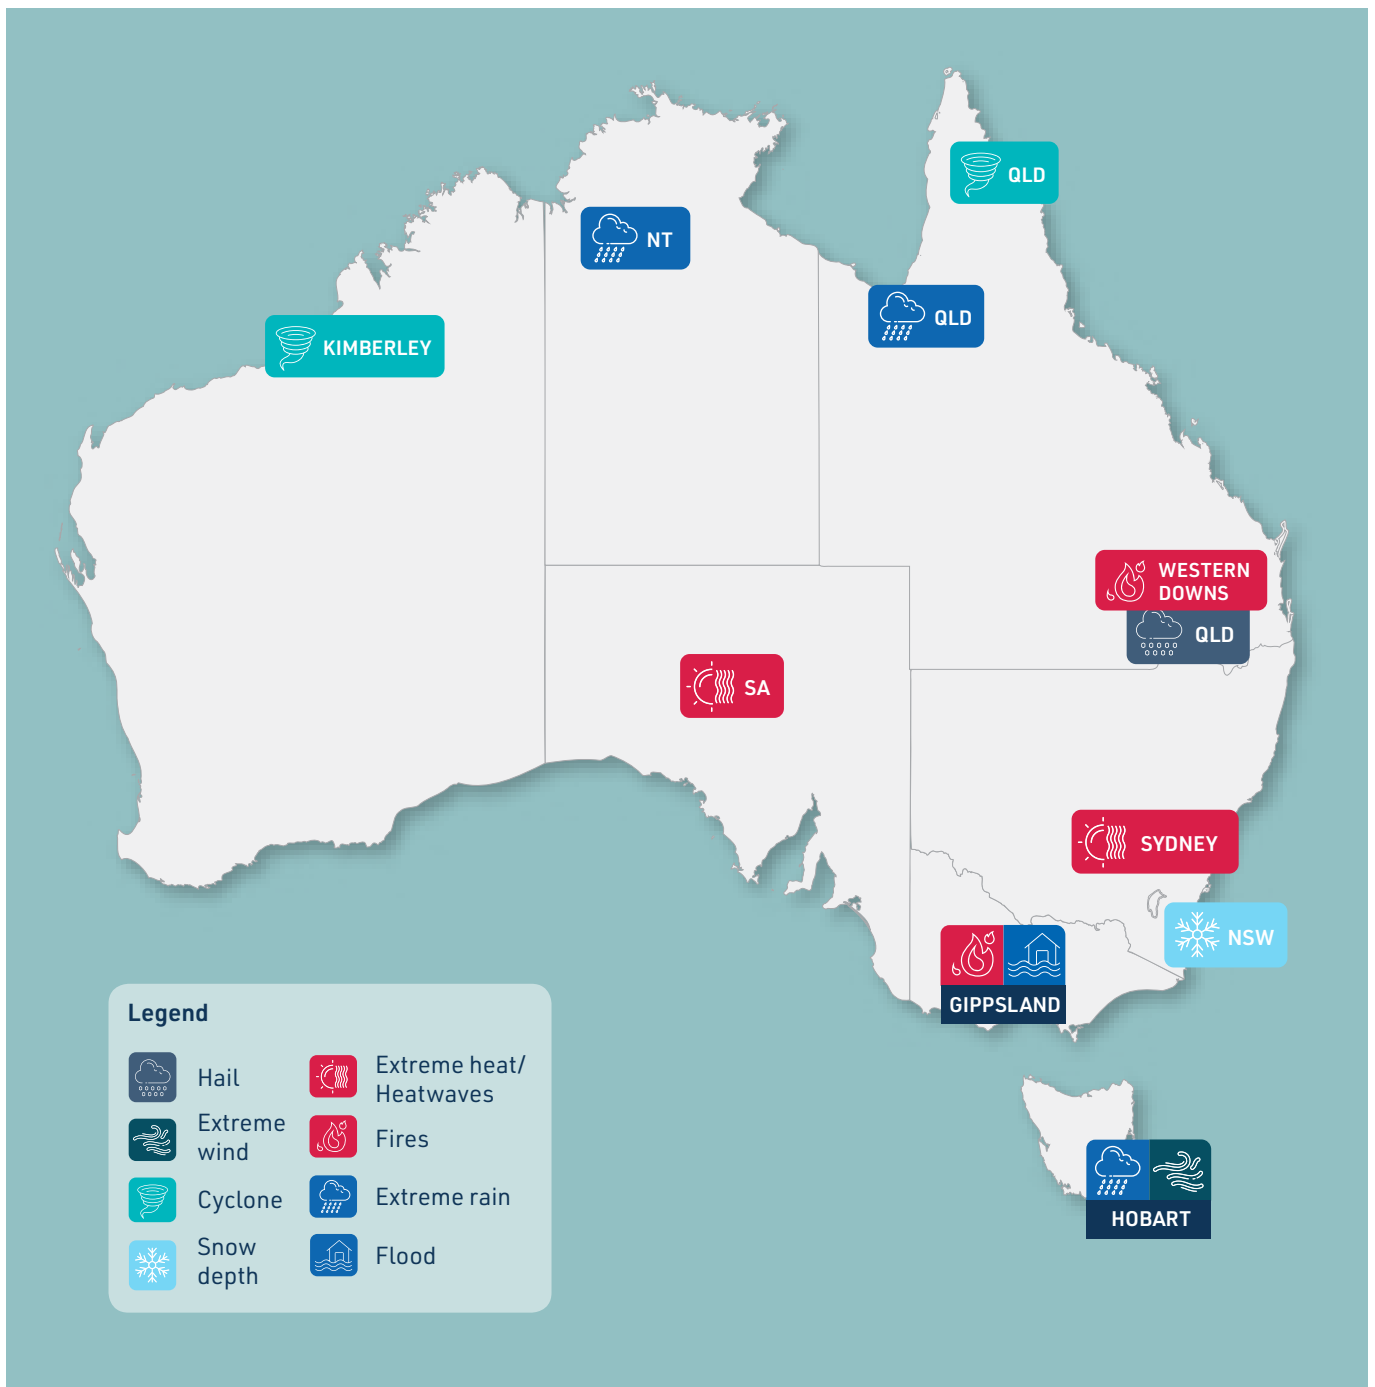 QLD
NT
QLD
KIMBERLEY
WESTERN
DOWNS
QLD
SA
SYDNEY
NSW
GIPPSLAND
HOBART
Legend
Hail
Extreme
wind
Cyclone
Snow
depth
Extreme heat/
Heatwaves
Fires
Extreme rain
Flood